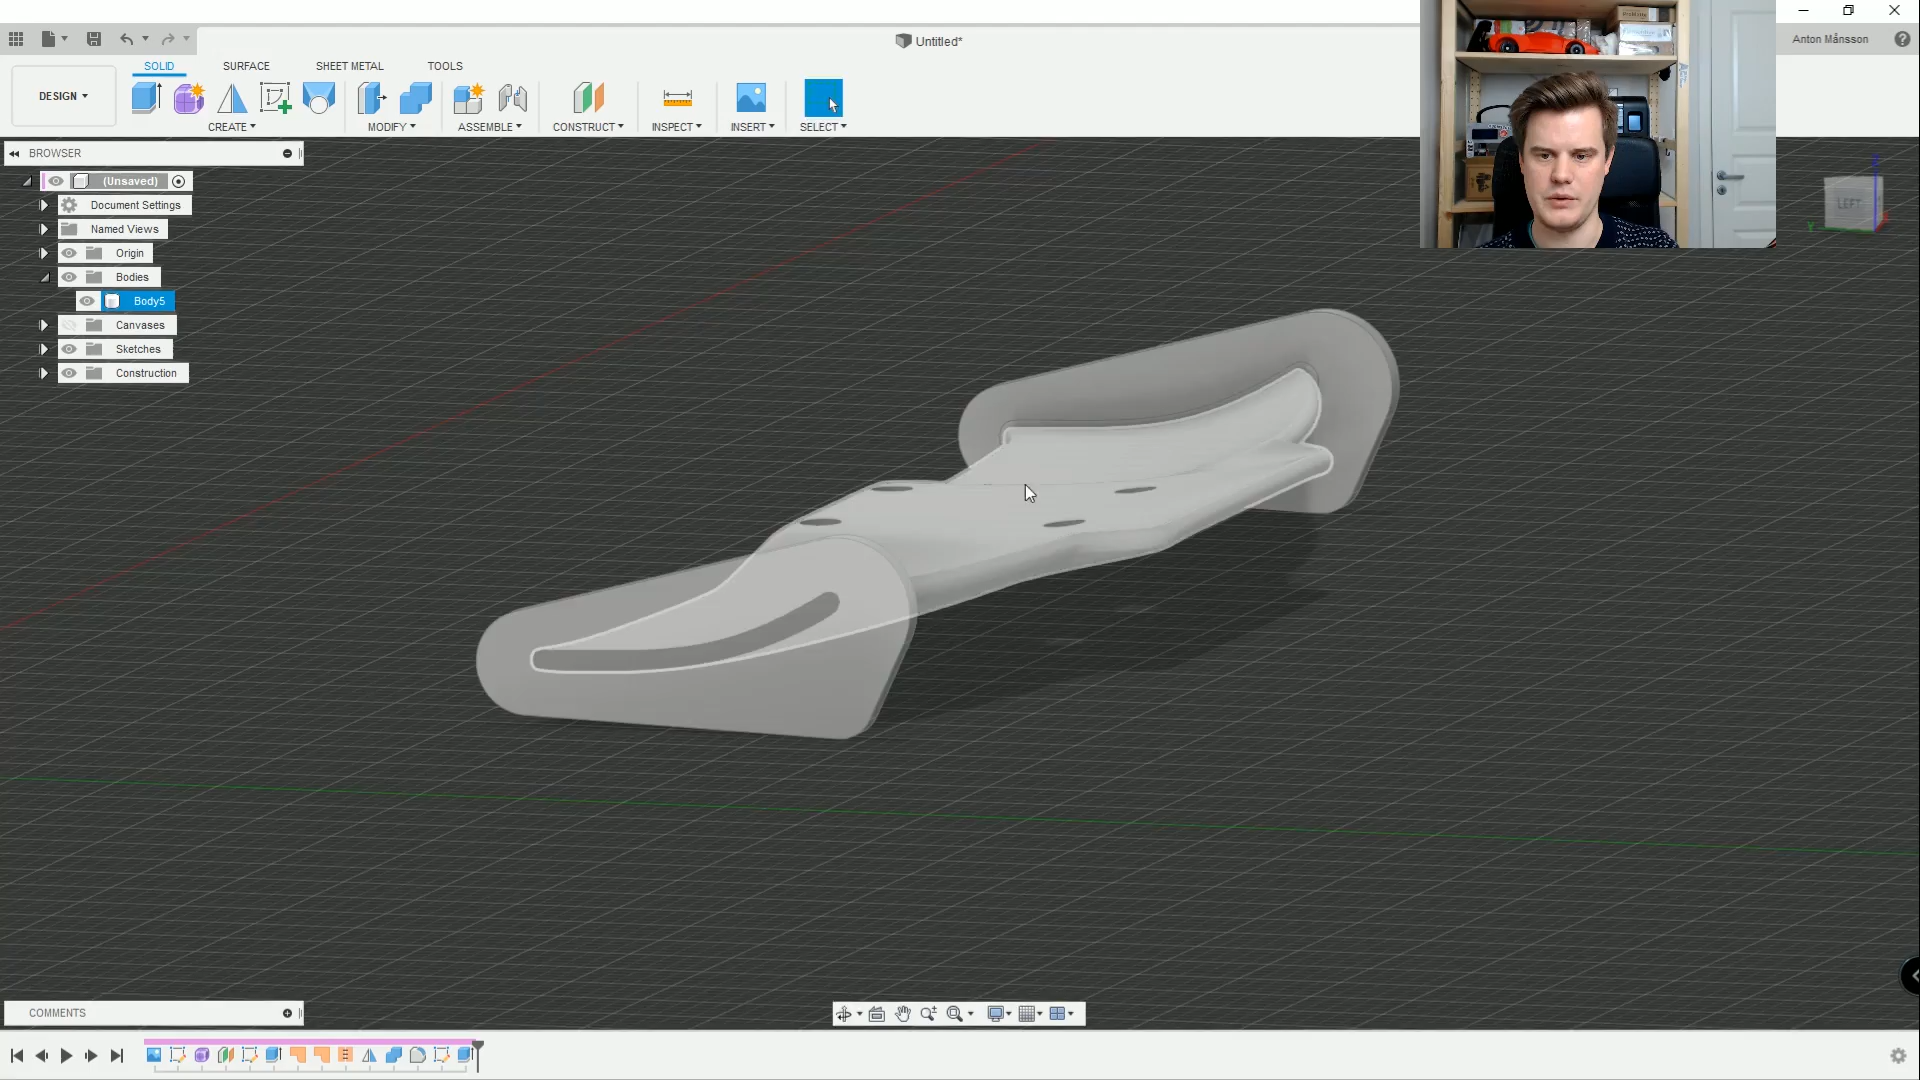 Untitled*
Anton Månsson
DESIGN
SOLID SURFACE SHEET METAL TOOLS
CREATE MODIFY ASSEMBLE CONSTRUCT INSPECT INSERT SELECT
BROWSER
(Unsaved)
Document Settings
Named Views
Origin
Bodies
Body5
Canvases
Sketches
Construction
LEFT
Z
Y
COMMENTS